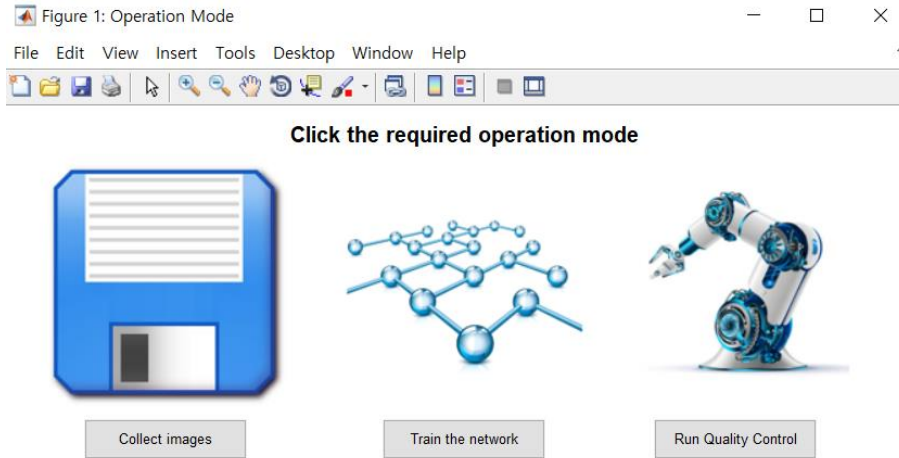 Figure 1: Operation Mode
File Edit View Insert Tools Desktop Window Help
Click the required operation mode
Collect images
Train the network
Run Quality Control